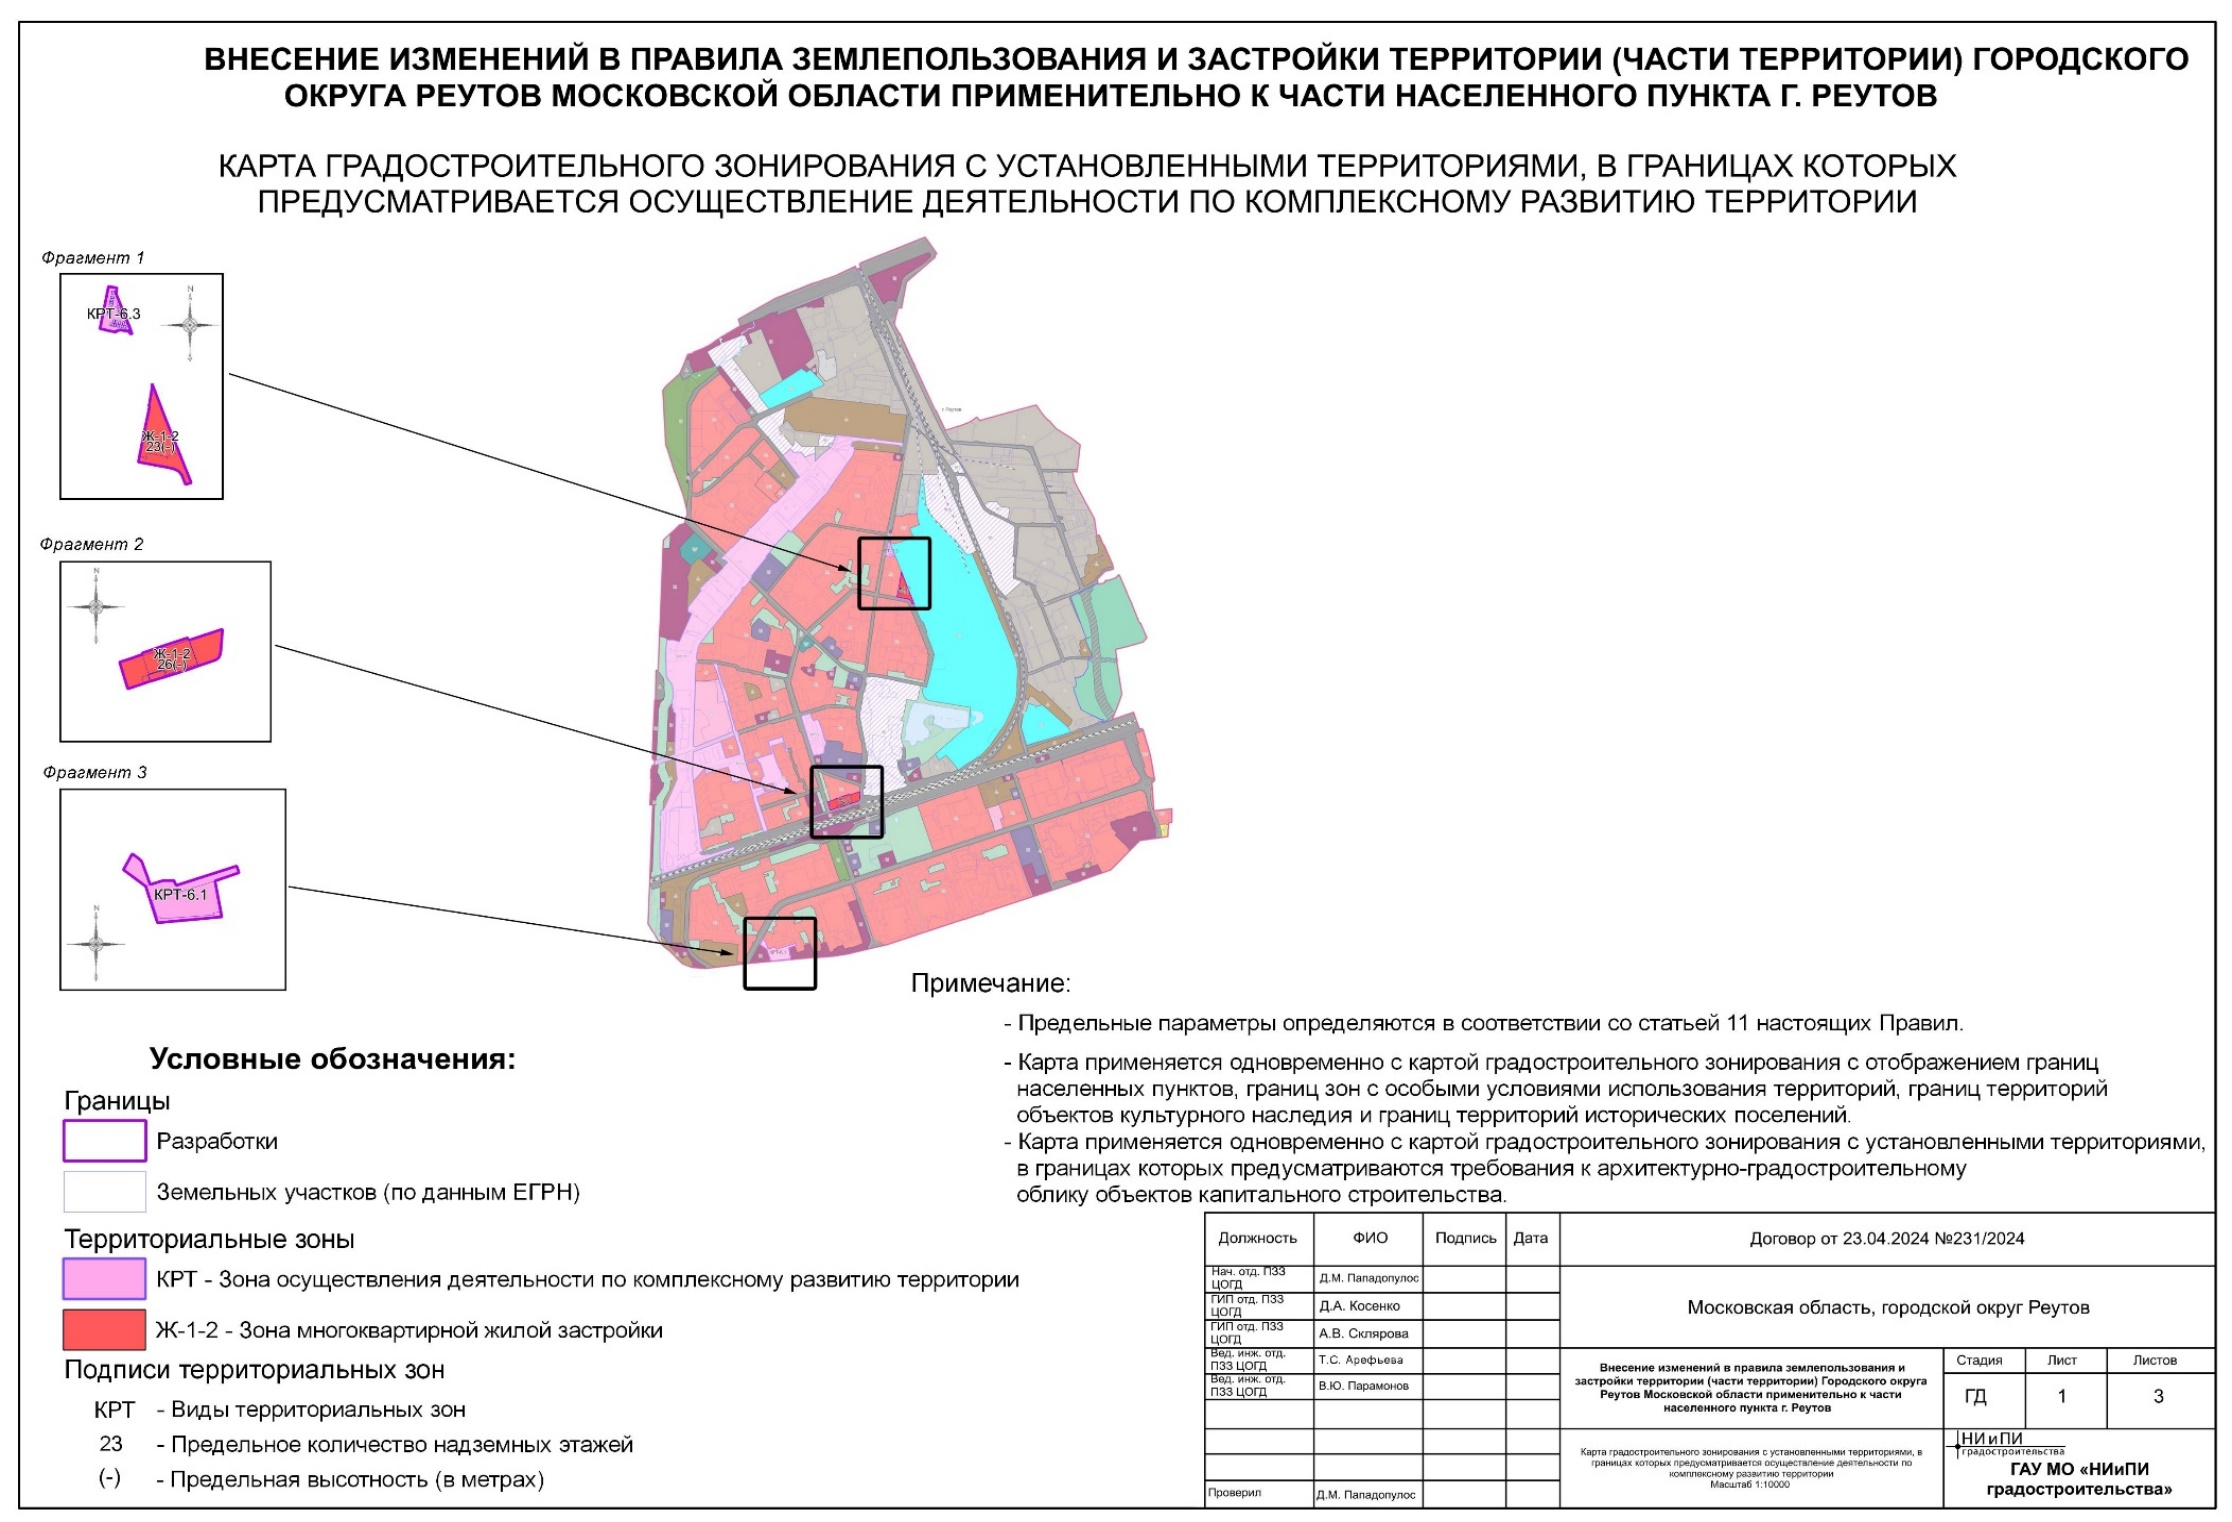 ВНЕСЕНИЕ ИЗМЕНЕНИЙ В ПРАВИЛА ЗЕМЛЕПОЛЬЗОВАНИЯ И ЗАСТРОЙКИ ТЕРРИТОРИИ (ЧАСТИ ТЕРРИТОРИИ) ГОРОДСКОГО
ОКРУГА РЕУТОВ МОСКОВСКОЙ ОБЛАСТИ ПРИМЕНИТЕЛЬНО К ЧАСТИ НАСЕЛЕННОГО ПУНКТА Г. РЕУТОВ
КАРТА ГРАДОСТРОИТЕЛЬНОГО ЗОНИРОВАНИЯ С УСТАНОВЛЕННЫМИ ТЕРРИТОРИЯМИ, В ГРАНИЦАХ КОТОРЫХ
ПРЕДУСМАТРИВАЕТСЯ ОСУЩЕСТВЛЕНИЕ ДЕЯТЕЛЬНОСТИ ПО КОМПЛЕКСНОМУ РАЗВИТИЮ ТЕРРИТОРИИ
Фрагмент 1
N
КРТ-6.3
Ж-1-2
23(-)
Фрагмент 2
N
Ж-1-2
26(-)
Фрагмент 3
КРТ-6.1
N
г. Реутов
Примечание:
- Предельные параметры определяются в соответствии со статьей 11 настоящих Правил.
- Карта применяется одновременно с картой градостроительного зонирования с отображением границ
населенных пунктов, границ зон с особыми условиями использования территорий, границ территорий
объектов культурного наследия и границ территорий исторических поселений.
- Карта применяется одновременно с картой градостроительного зонирования с установленными территориями,
в границах которых предусматриваются требования к архитектурно-градостроительному
облику объектов капитального строительства.
Условные обозначения:
Границы
Разработки
Земельных участков (по данным ЕГРН)
Территориальные зоны
КРТ - Зона осуществления деятельности по комплексному развитию территории
Ж-1-2 - Зона многоквартирной жилой застройки
Подписи территориальных зон
КРТ - Виды территориальных зон
23 - Предельное количество надземных этажей
(-) - Предельная высотность (в метрах)
Должность ФИО Подпись Дата Договор от 23.04.2024 №231/2024
Нач. отд. ПЗЗ
ЦОГД Д.М. Пападопулос
ГИП отд. ПЗЗ
ЦОГД Д.А. Косенко
ГИП отд. ПЗЗ
ЦОГД А.В. Склярова
Вед. инж. отд.
ПЗЗ ЦОГД Т.С. Арефьева
Вед. инж. отд.
ПЗЗ ЦОГД В.Ю. Парамонов
Проверил Д.М. Пападопулос
Московская область, городской округ Реутов
Внесение изменений в правила землепользования и
застройки территории (части территории) Городского округа
Реутов Московской области применительно к части
населенного пункта г. Реутов
Стадия Лист Листов
ГД 1 3
Карта градостроительного зонирования с установленными территориями, в
границах которых предусматривается осуществление деятельности по
комплексному развитию территории
Масштаб 1:10000
НИиПИ
градостроительства
ГАУ МО «НИиПИ
градостроительства»